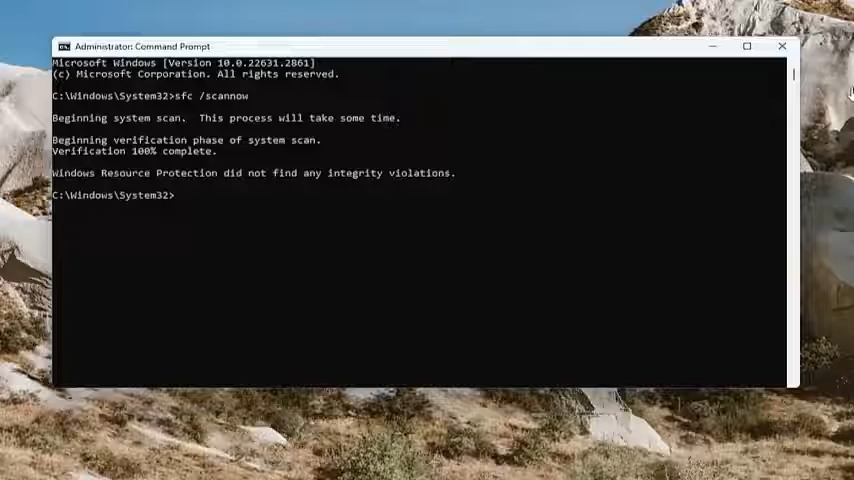 Administrator: Command Prompt
Microsoft Windows [Version 10.0.22631.2861]
(c) Microsoft Corporation. All rights reserved.
C:\Windows\System32>sfc /scannow
Beginning system scan.  This process will take some time.
Beginning verification phase of system scan.
Verification 100% complete.
Windows Resource Protection did not find any integrity violations.
C:\Windows\System32>